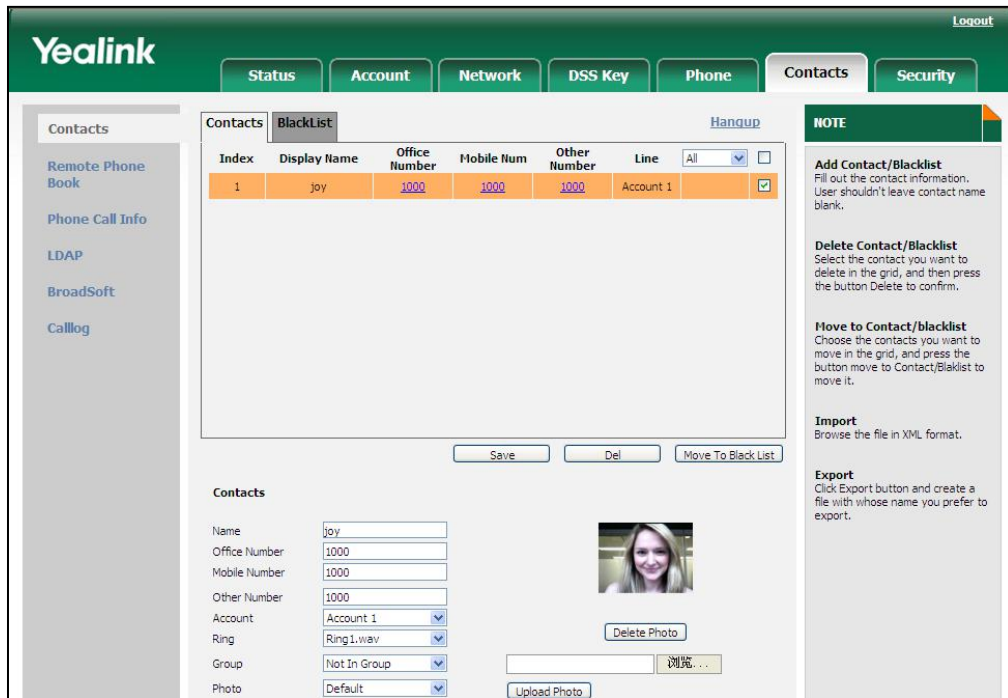 Logout
Yealink
Status Account Network DSS Key Phone Contacts Security
Contacts
Remote Phone
Book
Phone Call Info
LDAP
BroadSoft
Calllog
Contacts BlackList Hangup
Index Display Name Office Number Mobile Num Other Number Line All
1 joy 1000 1000 1000 Account 1
Save Del Move To Black List
Contacts
Name joy
Office Number 1000
Mobile Number 1000
Other Number 1000
Account Account 1
Ring Ring1.wav
Group Not In Group
Photo Default
Delete Photo
浏览...
Upload Photo
NOTE
Add Contact/Blacklist
Fill out the contact information.
User shouldn't leave contact name
blank.
Delete Contact/Blacklist
Select the contact you want to
delete in the grid, and then press
the button Delete to confirm.
Move to Contact/blacklist
Choose the contacts you want to
move in the grid, and press the
button move to Contact/Blaklist to
move it.
Import
Browse the file in XML format.
Export
Click Export button and create a
file with whose name you prefer to
export.